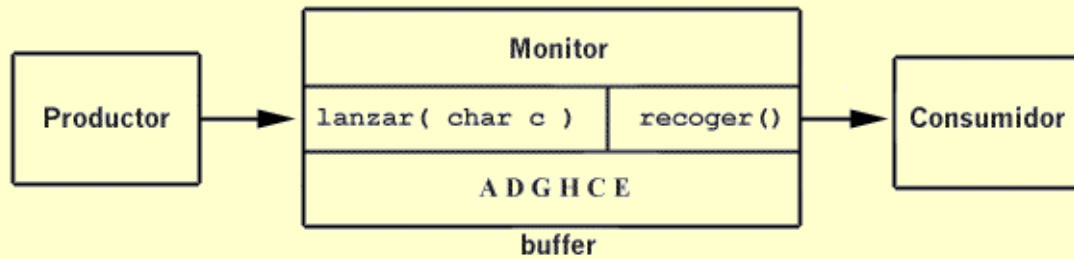 Monitor
Productor
lanzar( char c )
recoger()
Consumidor
A D G H C E
buffer